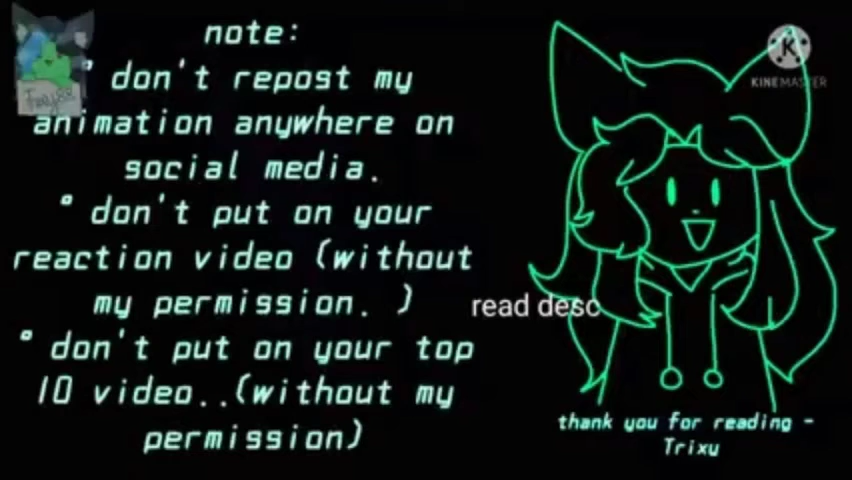 note:
° don't repost my
animation anywhere on
social media.
° don't put on your
reaction video (without
my permission. )
° don't put on your top
10 video..(without my
permission)
read desc
KINEMASTER
thank you for reading -
Trixu